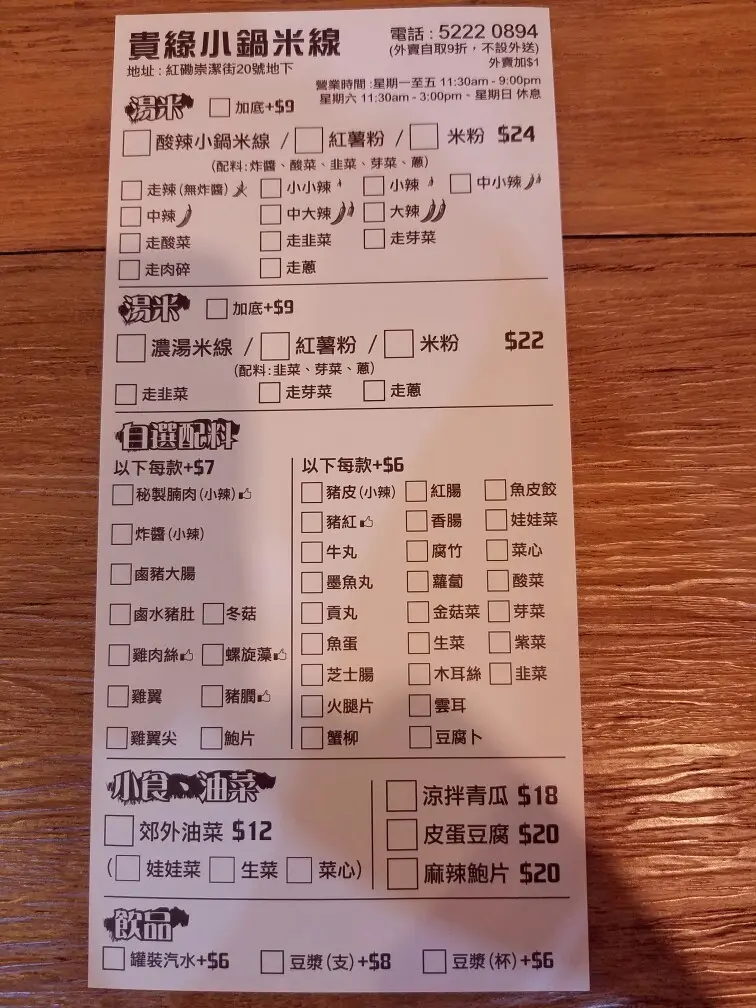 貴緣小鍋米線
電話：5222 0894
(外賣自取9折，不設外送)
外賣加$1
地址：紅磡崇潔街20號地下
營業時間：星期一至五 11:30am - 9:00pm
星期六 11:30am - 3:00pm、星期日 休息
湯米 加底+$9
酸辣小鍋米線 / 紅薯粉 / 米粉 $24
(配料:炸醬、酸菜、韭菜、芽菜、蔥)
走辣(無炸醬) 小小辣 小辣 中小辣
中辣 中大辣 大辣
走酸菜 走韭菜 走芽菜
走肉碎 走蔥
湯米 加底+$9
濃湯米線 / 紅薯粉 / 米粉 $22
(配料:韭菜、芽菜、蔥)
走韭菜 走芽菜 走蔥
自選配料
以下每款+$7
秘製腩肉(小辣)
炸醬(小辣)
鹵豬大腸
鹵水豬肚 冬菇
雞肉絲 螺旋藻
雞翼 豬膶
雞翼尖 鮑片
以下每款+$6
豬皮(小辣) 紅腸 魚皮餃
豬紅 香腸 娃娃菜
牛丸 腐竹 菜心
墨魚丸 蘿蔔 酸菜
貢丸 金菇菜 芽菜
魚蛋 生菜 紫菜
芝士腸 木耳絲 韭菜
火腿片 雲耳
蟹柳 豆腐卜
小食、油菜
郊外油菜 $12
(娃娃菜 生菜 菜心)
涼拌青瓜 $18
皮蛋豆腐 $20
麻辣鮑片 $20
飲品
罐裝汽水+$6 豆漿(支)+$8 豆漿(杯)+$6